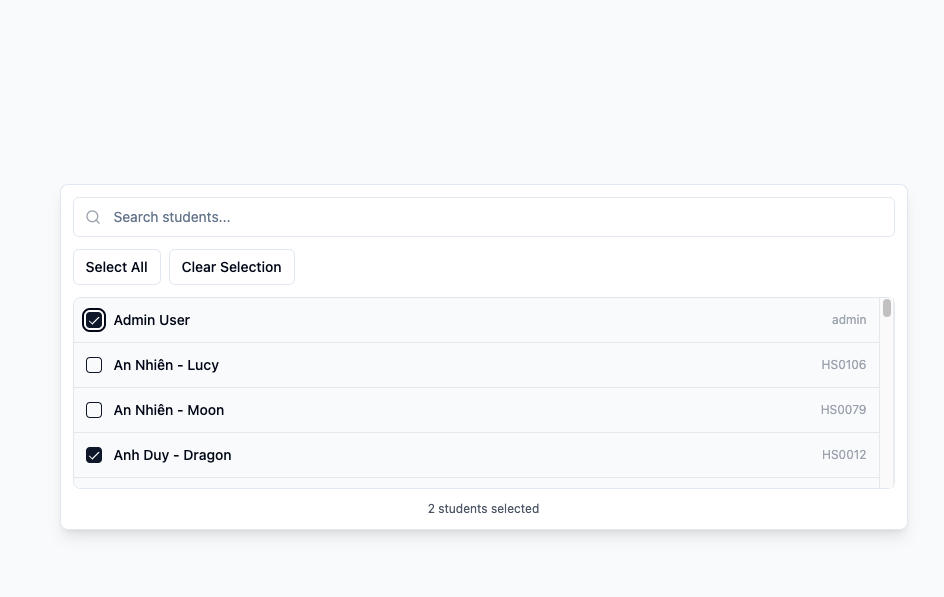 Search students...
Select All Clear Selection
Admin User admin
An Nhiên - Lucy HS0106
An Nhiên - Moon HS0079
Anh Duy - Dragon HS0012
2 students selected